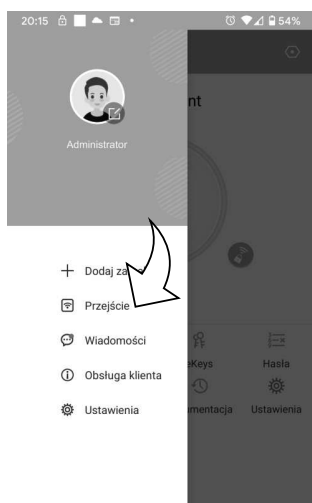 20:15 54%
nt
Administrator
+ Dodaj za
Przejście
Wiadomości
eKeys Hasła
Obsługa klienta
mentacja Ustawienia
Ustawienia